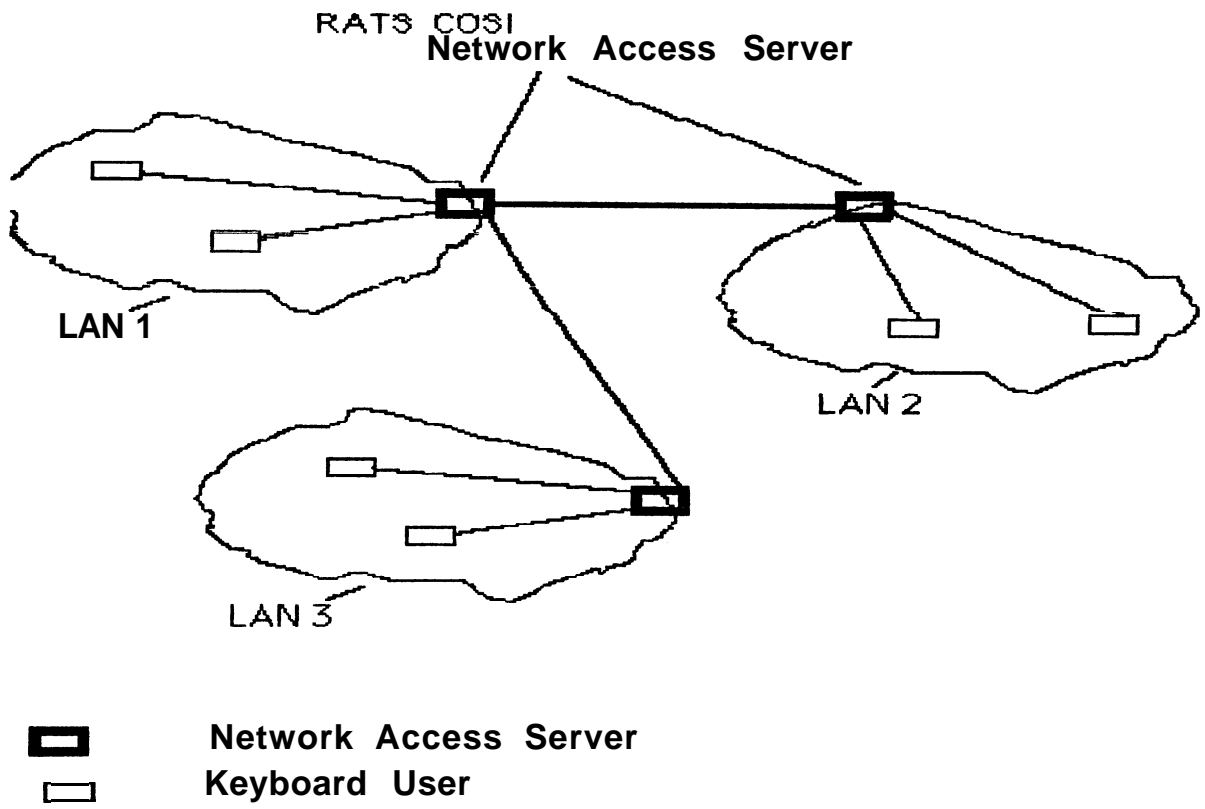 RATS COSI
Network Access Server
LAN 1
LAN 2
LAN 3
Network Access Server
Keyboard User